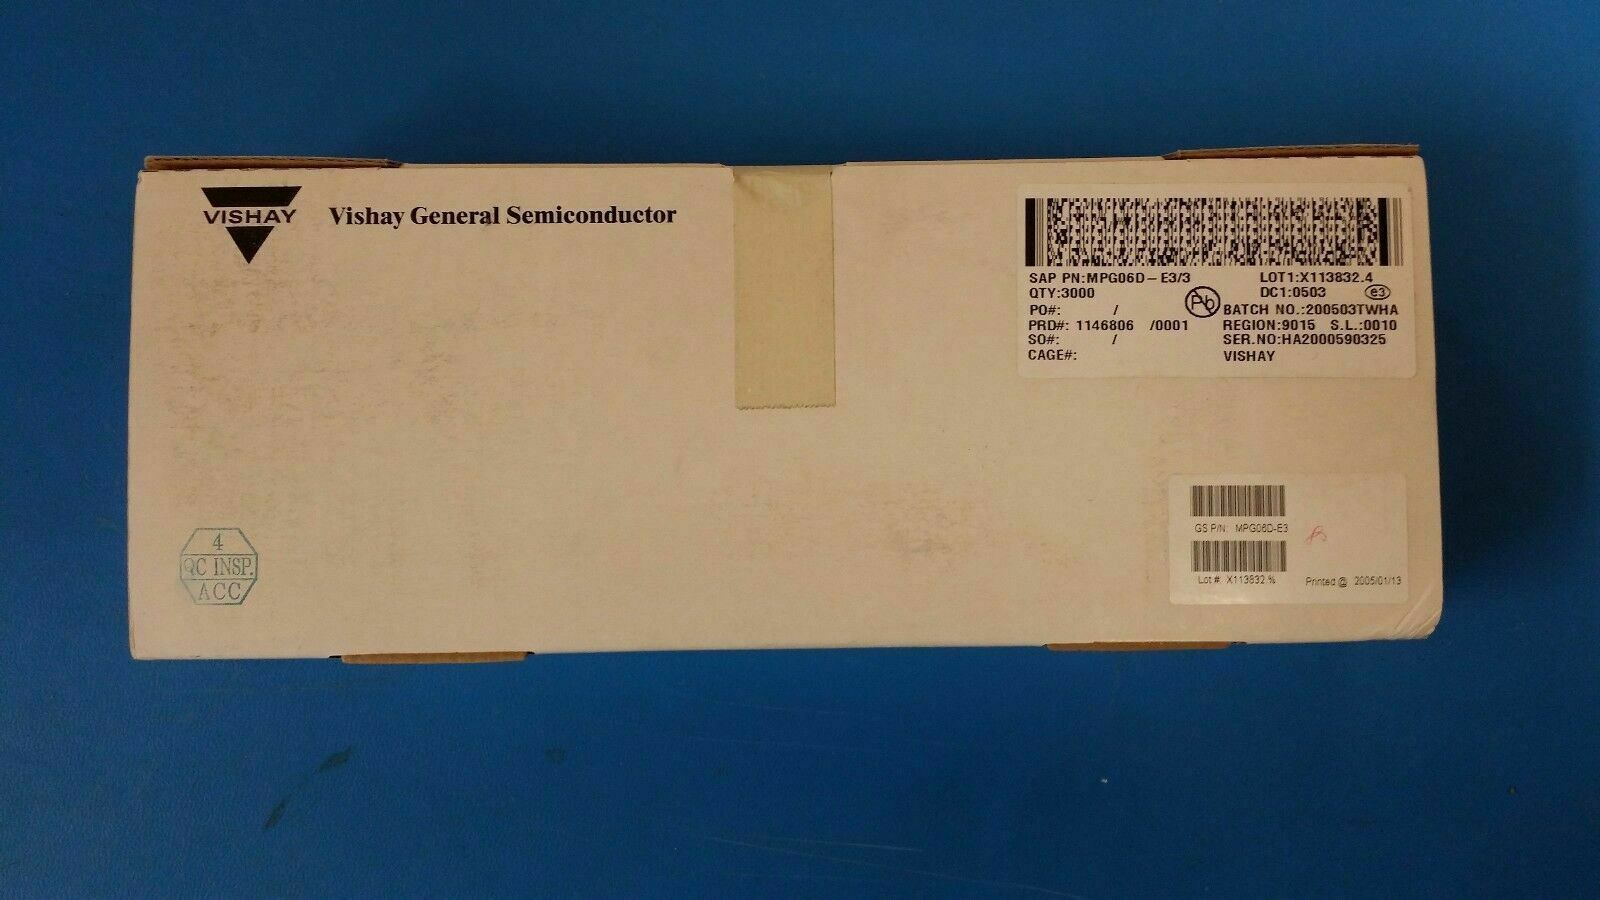 VISHAY
Vishay General Semiconductor
SAP PN:MPG06D-E3/3 LOT1:X113832.4
QTY:3000 DC1:0503 e3
Pb
PO#: / BATCH NO.:200503TWHA
PRD#: 1146806 /0001 REGION:9015 S.L.:0010
SO#: / SER.NO:HA2000590325
CAGE#: VISHAY
GS P/N: MPG06D-E3
Lot #: X113832.% Printed @ 2005/01/13
4
QC INSP.
ACC